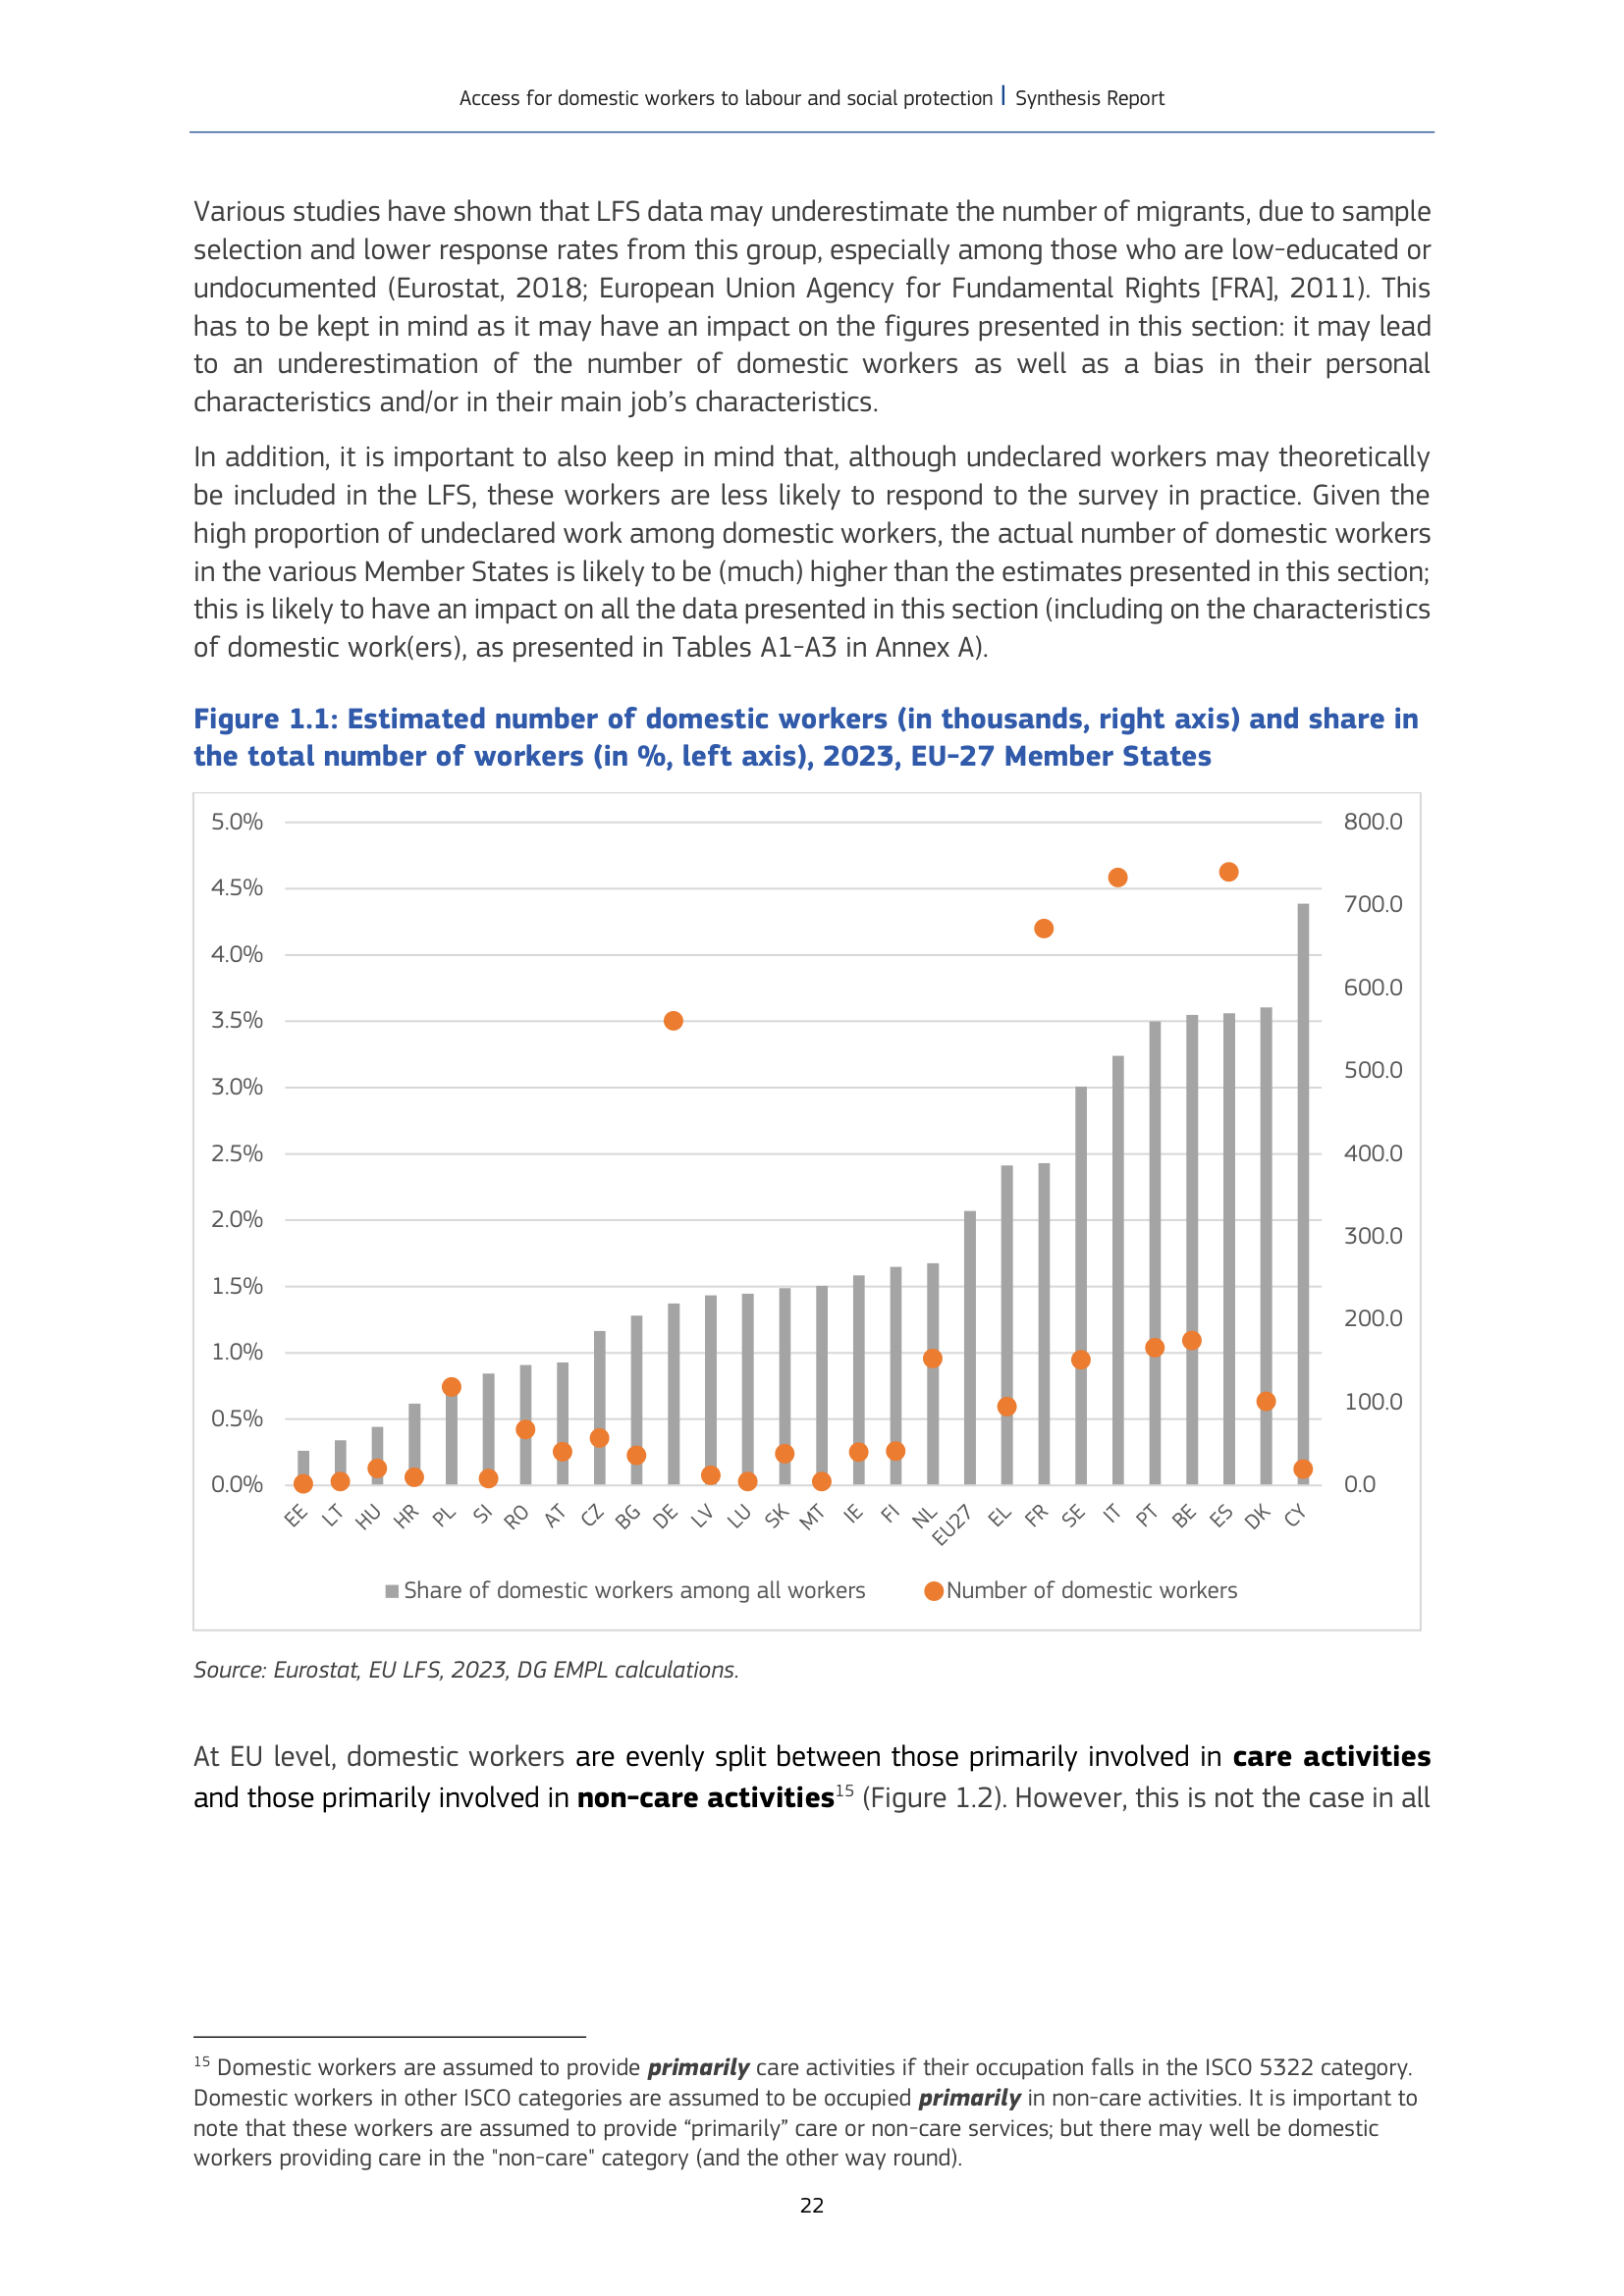 Access for domestic workers to labour and social protection | Synthesis Report
Various studies have shown that LFS data may underestimate the number of migrants, due to sample
selection and lower response rates from this group, especially among those who are low-educated or
undocumented (Eurostat, 2018; European Union Agency for Fundamental Rights [FRA], 2011). This
has to be kept in mind as it may have an impact on the figures presented in this section: it may lead
to an underestimation of the number of domestic workers as well as a bias in their personal
characteristics and/or in their main job’s characteristics.
In addition, it is important to also keep in mind that, although undeclared workers may theoretically
be included in the LFS, these workers are less likely to respond to the survey in practice. Given the
high proportion of undeclared work among domestic workers, the actual number of domestic workers
in the various Member States is likely to be (much) higher than the estimates presented in this section;
this is likely to have an impact on all the data presented in this section (including on the characteristics
of domestic work(ers), as presented in Tables A1-A3 in Annex A).
Figure 1.1: Estimated number of domestic workers (in thousands, right axis) and share in
the total number of workers (in %, left axis), 2023, EU-27 Member States
5.0% 800.0
4.5%
700.0
4.0%
600.0
3.5%
500.0
3.0%
2.5% 400.0
2.0%
300.0
1.5%
200.0
1.0%
100.0
0.5%
0.0% 0.0
EE LT HU HR PL SI RO AT CZ BG DE LV LU SK MT IE FI NL EU27 EL FR SE IT PT BE ES DK CY
Share of domestic workers among all workers Number of domestic workers
Source: Eurostat, EU LFS, 2023, DG EMPL calculations.
At EU level, domestic workers are evenly split between those primarily involved in care activities
and those primarily involved in non-care activities15 (Figure 1.2). However, this is not the case in all
15 Domestic workers are assumed to provide primarily care activities if their occupation falls in the ISCO 5322 category.
Domestic workers in other ISCO categories are assumed to be occupied primarily in non-care activities. It is important to
note that these workers are assumed to provide “primarily” care or non-care services; but there may well be domestic
workers providing care in the "non-care" category (and the other way round).
22